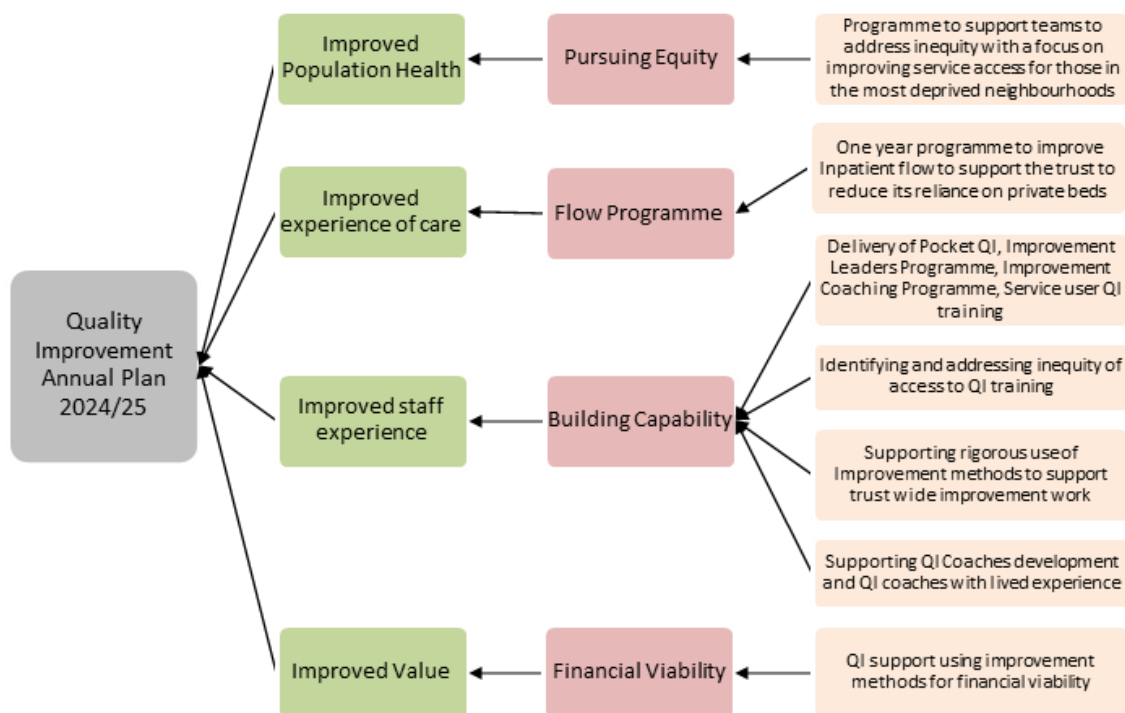 Quality
Improvement
Annual Plan
2024/25
Improved
Population Health
Pursuing Equity
Programme to support teams to
address inequity with a focus on
improving service access for those in
the most deprived neighbourhoods
Improved
experience of care
Flow Programme
One year programme to improve
Inpatient flow to support the trust to
reduce its reliance on private beds
Improved staff
experience
Building Capability
Delivery of Pocket QI, Improvement
Leaders Programme, Improvement
Coaching Programme, Service user QI
training
Identifying and addressing inequity of
access to QI training
Supporting rigorous use of
Improvement methods to support
trust wide improvement work
Supporting QI Coaches development
and QI coaches with lived experience
Improved Value
Financial Viability
QI support using improvement
methods for financial viability